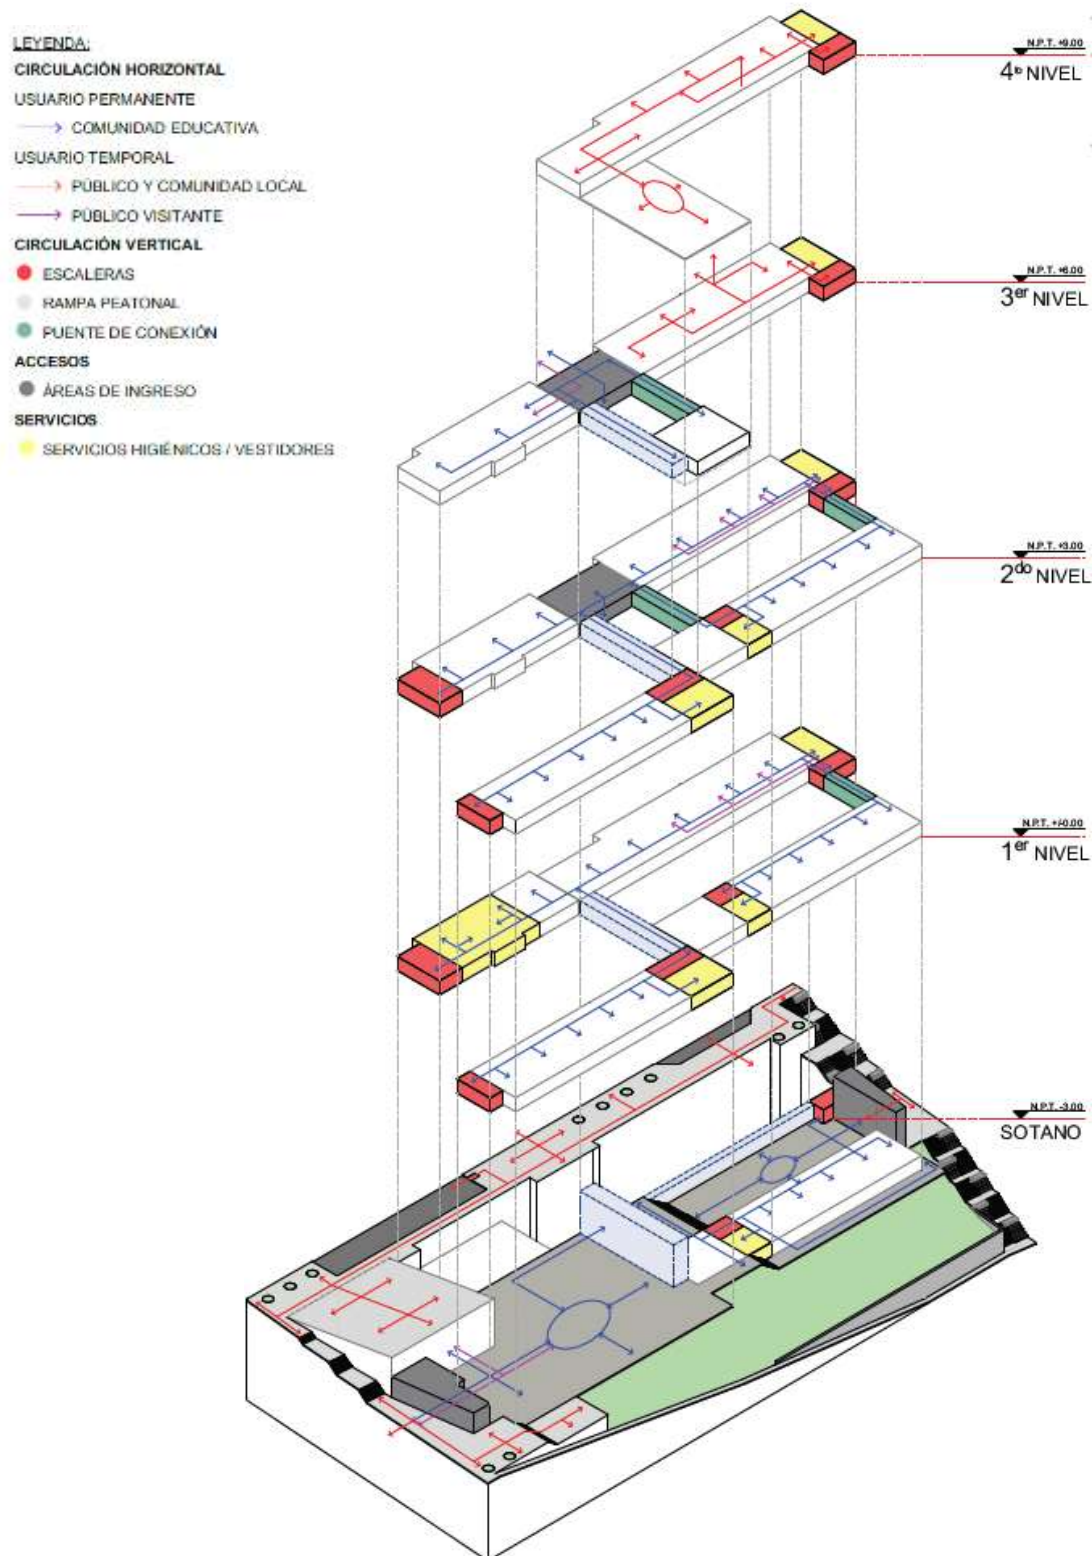 LEYENDA:
CIRCULACIÓN HORIZONTAL
USUARIO PERMANENTE
COMUNIDAD EDUCATIVA
USUARIO TEMPORAL
PÚBLICO Y COMUNIDAD LOCAL
PÚBLICO VISITANTE
CIRCULACIÓN VERTICAL
ESCALERAS
RAMPA PEATONAL
PUENTE DE CONEXIÓN
ACCESOS
ÁREAS DE INGRESO
SERVICIOS
SERVICIOS HIGIÉNICOS / VESTIDORES
N.P.T. +9.00
4to NIVEL
N.P.T. +6.00
3er NIVEL
N.P.T. +3.00
2do NIVEL
N.P.T. +/-0.00
1er NIVEL
N.P.T. -3.00
SOTANO